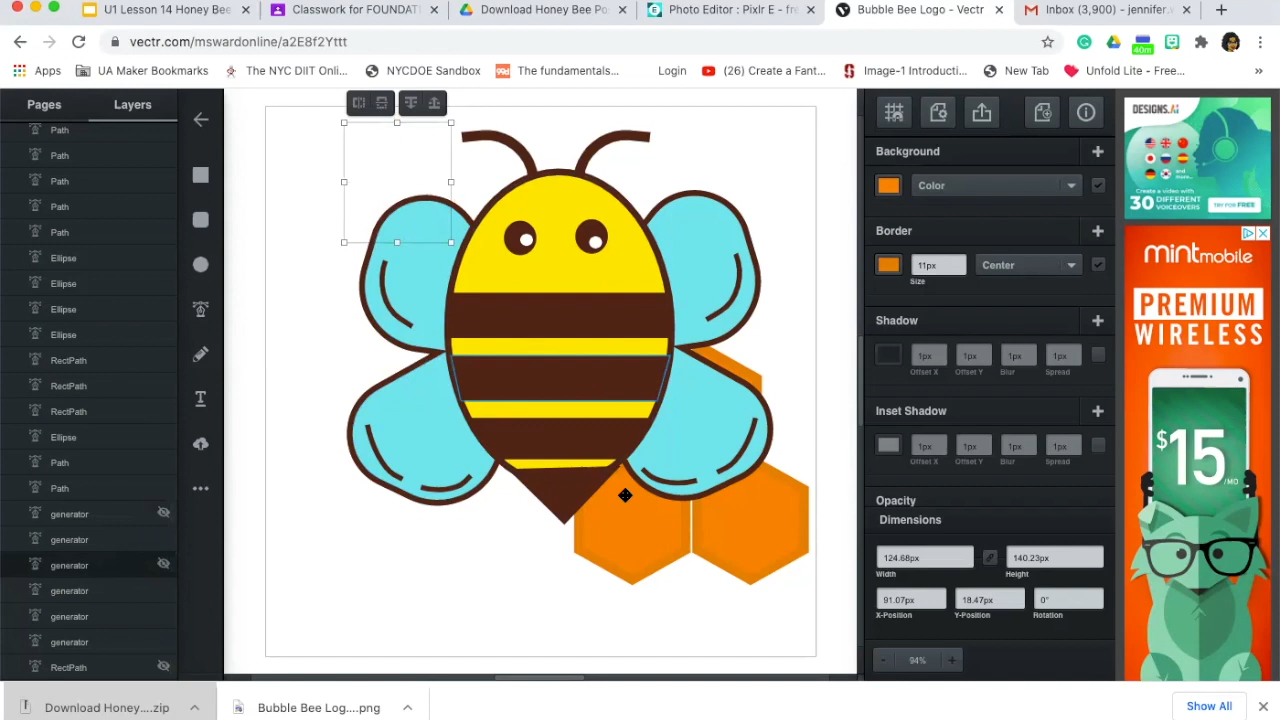 U1 Lesson 14 Honey Bee
Classwork for FOUNDAT
Download Honey Bee Po
Photo Editor : Pixlr E - fre
Bubble Bee Logo - Vectr
Inbox (3,900) - jennifer.
vectr.com/mswardonline/a2E8f2Yttt
40m
Apps
UA Maker Bookmarks
The NYC DIIT Onli...
NYCDOE Sandbox
The fundamentals...
Login
(26) Create a Fant...
Image-1 Introducti...
New Tab
Unfold Lite - Free...
»
Pages
Layers
Path
Path
Path
Path
Path
Ellipse
Ellipse
Ellipse
Ellipse
RectPath
RectPath
RectPath
Ellipse
Path
Path
generator
generator
generator
generator
generator
generator
RectPath
Background
Color
Border
11px
Center
Size
Shadow
1px
1px
1px
1px
Offset X
Offset Y
Blur
Spread
Inset Shadow
1px
1px
1px
1px
Offset X
Offset Y
Blur
Spread
Opacity
Dimensions
124.68px
140.23px
Width
Height
91.07px
18.47px
0°
X-Position
Y-Position
Rotation
- 94% +
DESIGNS.AI
and more...
Create a video with
30 DIFFERENT VOICEOVERS
TRY FOR FREE
mintmobile
PREMIUM
WIRELESS
$15/MO
Download Honey....zip
Bubble Bee Log....png
Show All